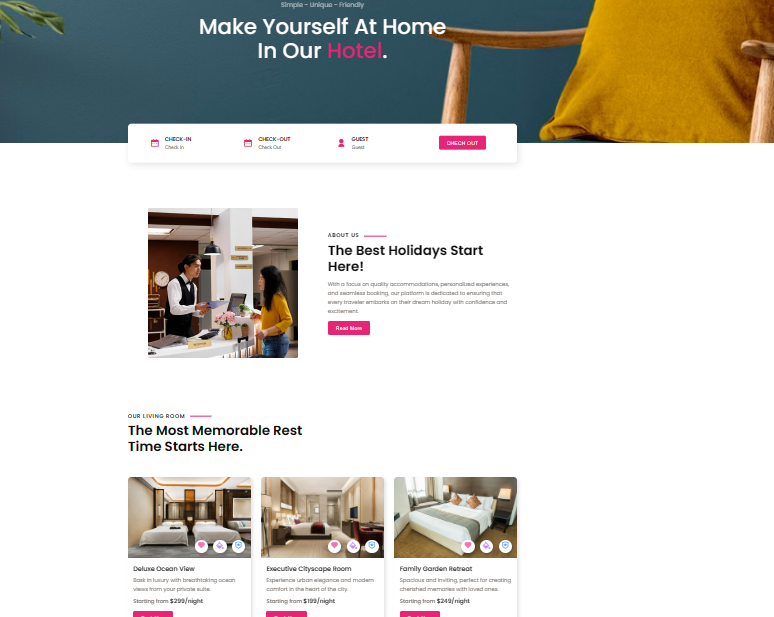 Simple - Unique - Friendly
Make Yourself At Home
In Our Hotel.
CHECK-IN
Check In
CHECK-OUT
Check Out
GUEST
Guest
CHECH OUT
ABOUT US
The Best Holidays Start
Here!
With a focus on quality accommodations, personalized experiences,
and seamless booking, our platform is dedicated to ensuring that
every traveler embarks on their dream holiday with confidence and
excitement.
Read More
OUR LIVING ROOM
The Most Memorable Rest
Time Starts Here.
Deluxe Ocean View
Bask in luxury with breathtaking ocean
views from your private suite.
Starting from $299/night
Executive Cityscape Room
Experience urban elegance and modern
comfort in the heart of the city.
Starting from $199/night
Family Garden Retreat
Spacious and inviting, perfect for creating
cherished memories with loved ones.
Starting from $249/night